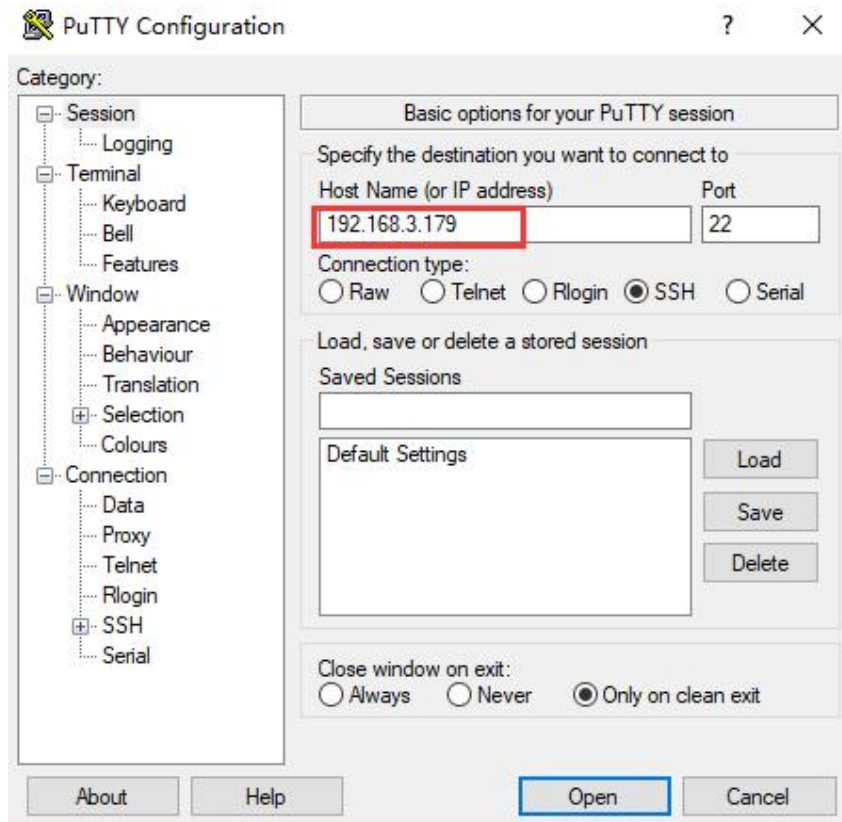 PuTTY Configuration
?
Category:
Session
Logging
Terminal
Keyboard
Bell
Features
Window
Appearance
Behaviour
Translation
Selection
Colours
Connection
Data
Proxy
Telnet
Rlogin
SSH
Serial
Basic options for your PuTTY session
Specify the destination you want to connect to
Host Name (or IP address) Port
192.168.3.179 22
Connection type:
Raw Telnet Rlogin SSH Serial
Load, save or delete a stored session
Saved Sessions
Default Settings
Load
Save
Delete
Close window on exit:
Always Never Only on clean exit
About Help Open Cancel